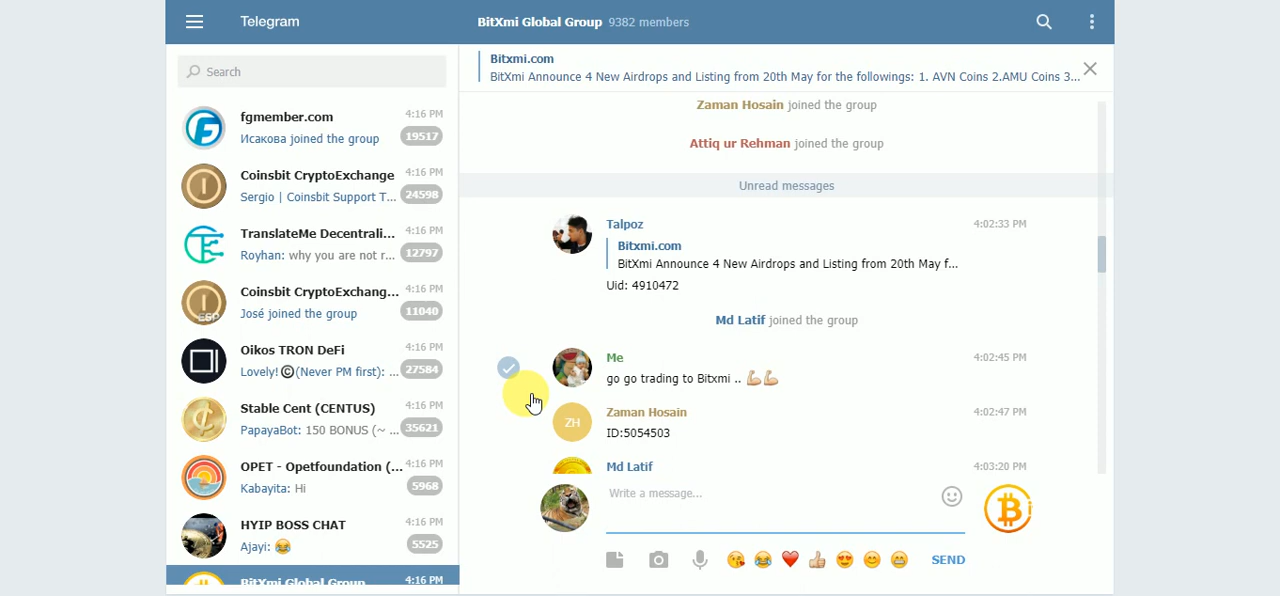 Telegram
BitXmi Global Group 9382 members
Search
fgmember.com 4:16 PM
Исакова joined the group 19517
Coinsbit CryptoExchange 4:16 PM
Sergio | Coinsbit Support T... 24598
TranslateMe Decentrali... 4:16 PM
Royhan: why you are not r... 12797
Coinsbit CryptoExchang... 4:16 PM
José joined the group 11040
ESP
Oikos TRON DeFi 4:16 PM
Lovely!©(Never PM first): ... 27584
Stable Cent (CENTUS) 4:16 PM
PapayaBot: 150 BONUS (~ ... 35621
OPET - Opetfoundation (... 4:16 PM
Kabayita: Hi 5968
HYIP BOSS CHAT 4:16 PM
Ajayi: 😂 5525
BitXmi Global Group 4:16 PM
Bitxmi.com
BitXmi Announce 4 New Airdrops and Listing from 20th May for the followings: 1. AVN Coins 2.AMU Coins 3...
Zaman Hosain joined the group
Attiq ur Rehman joined the group
Unread messages
Talpoz 4:02:33 PM
Bitxmi.com
BitXmi Announce 4 New Airdrops and Listing from 20th May f...
Uid: 4910472
Md Latif joined the group
Me 4:02:45 PM
go go trading to Bitxmi .. 💪💪
ZH
Zaman Hosain 4:02:47 PM
ID:5054503
Md Latif 4:03:20 PM
Write a message...
😘 😂 ❤️ 👍 😍 😊 😁 SEND